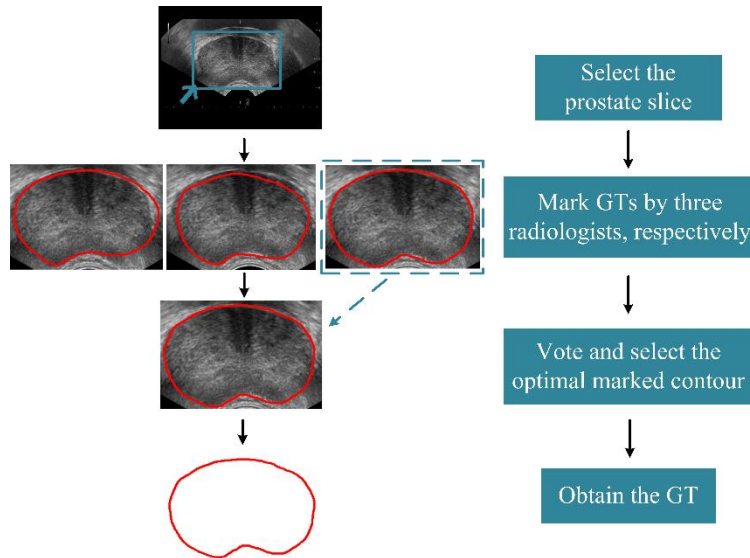 Select the
prostate slice
Mark GTs by three
radiologists, respectively
Vote and select the
optimal marked contour
Obtain the GT